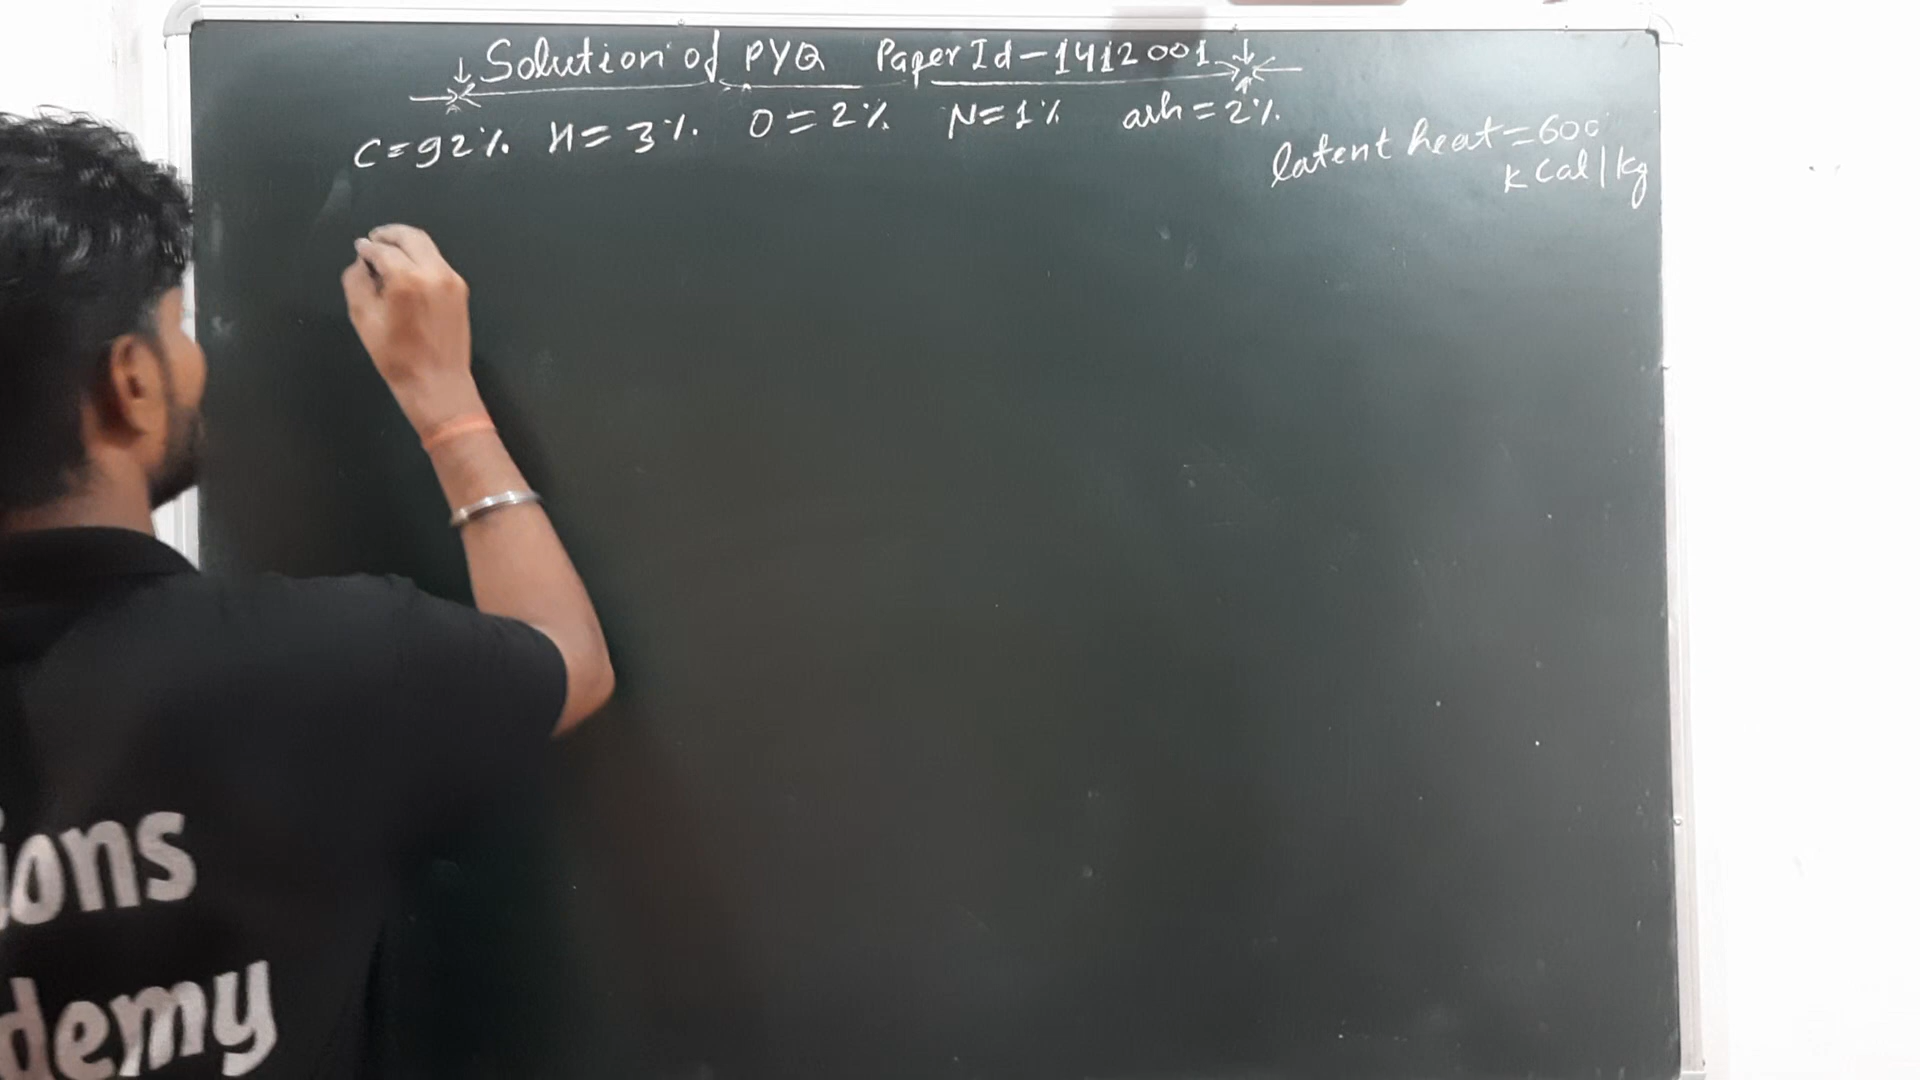 Solution of PYQ Paper Id-1412001
C=92% H=3% O=2% N=1% ash=2%
latent heat=600
kCal/kg
ions
demy